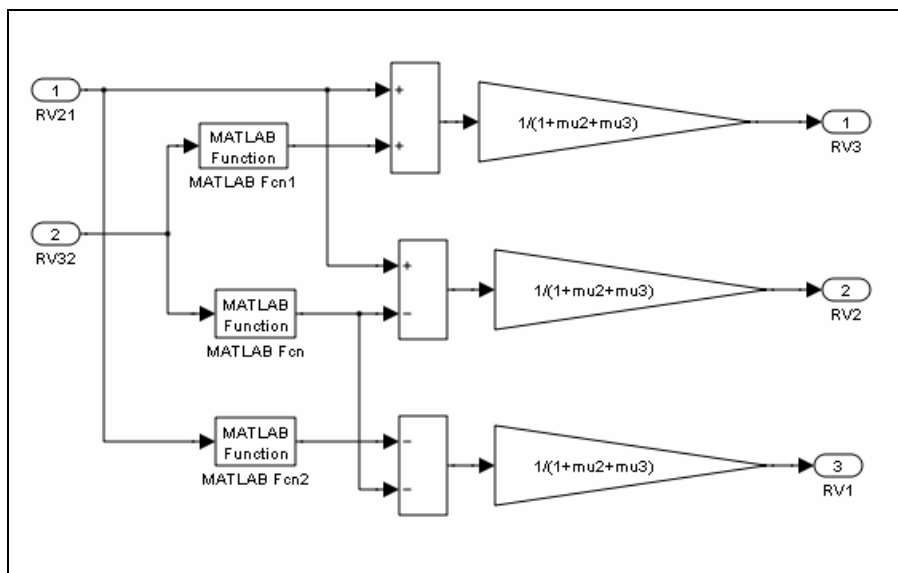 1
RV21
MATLAB
Function
MATLAB Fcn1
+
+
1/(1+mu2+mu3)
1
RV3
2
RV32
MATLAB
Function
MATLAB Fcn
+
−
1/(1+mu2+mu3)
2
RV2
MATLAB
Function
MATLAB Fcn2
−
−
1/(1+mu2+mu3)
3
RV1